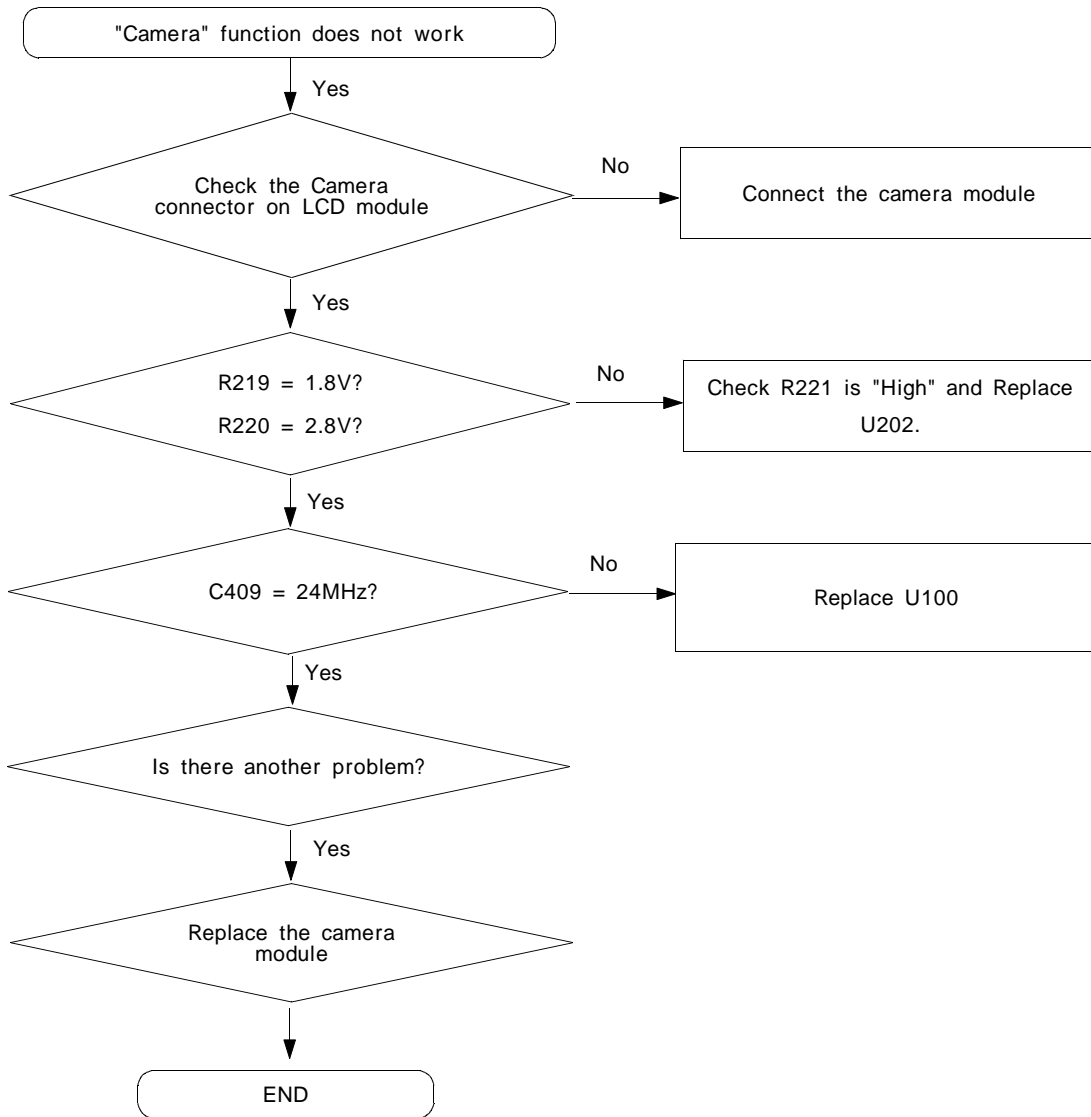 "Camera" function does not work
Yes
Check the Camera
connector on LCD module
No
Connect the camera module
Yes
R219 = 1.8V?
R220 = 2.8V?
No
Check R221 is "High" and Replace
U202.
Yes
C409 = 24MHz?
No
Replace U100
Yes
Is there another problem?
Yes
Replace the camera
module
END